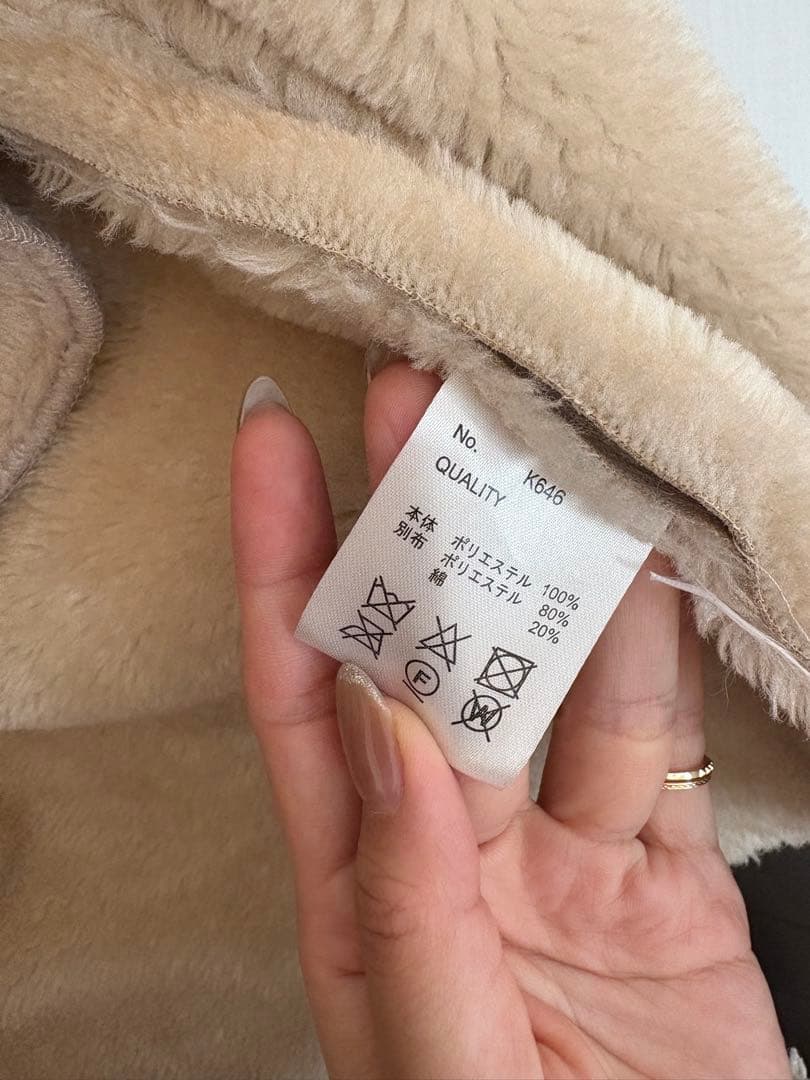 No. K646
QUALITY
本体 ポリエステル 100%
別布 ポリエステル 80%
綿 20%
F
W